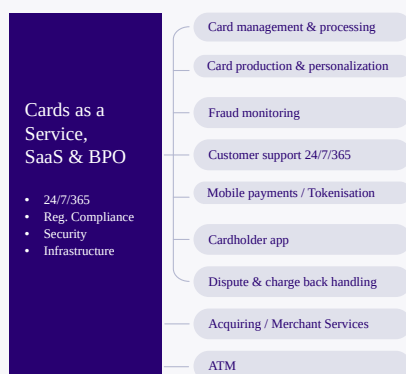 Cards as a
Service,
SaaS & BPO
• 24/7/365
• Reg. Compliance
• Security
• Infrastructure
Card management & processing
Card production & personalization
Fraud monitoring
Customer support 24/7/365
Mobile payments / Tokenisation
Cardholder app
Dispute & charge back handling
Acquiring / Merchant Services
ATM